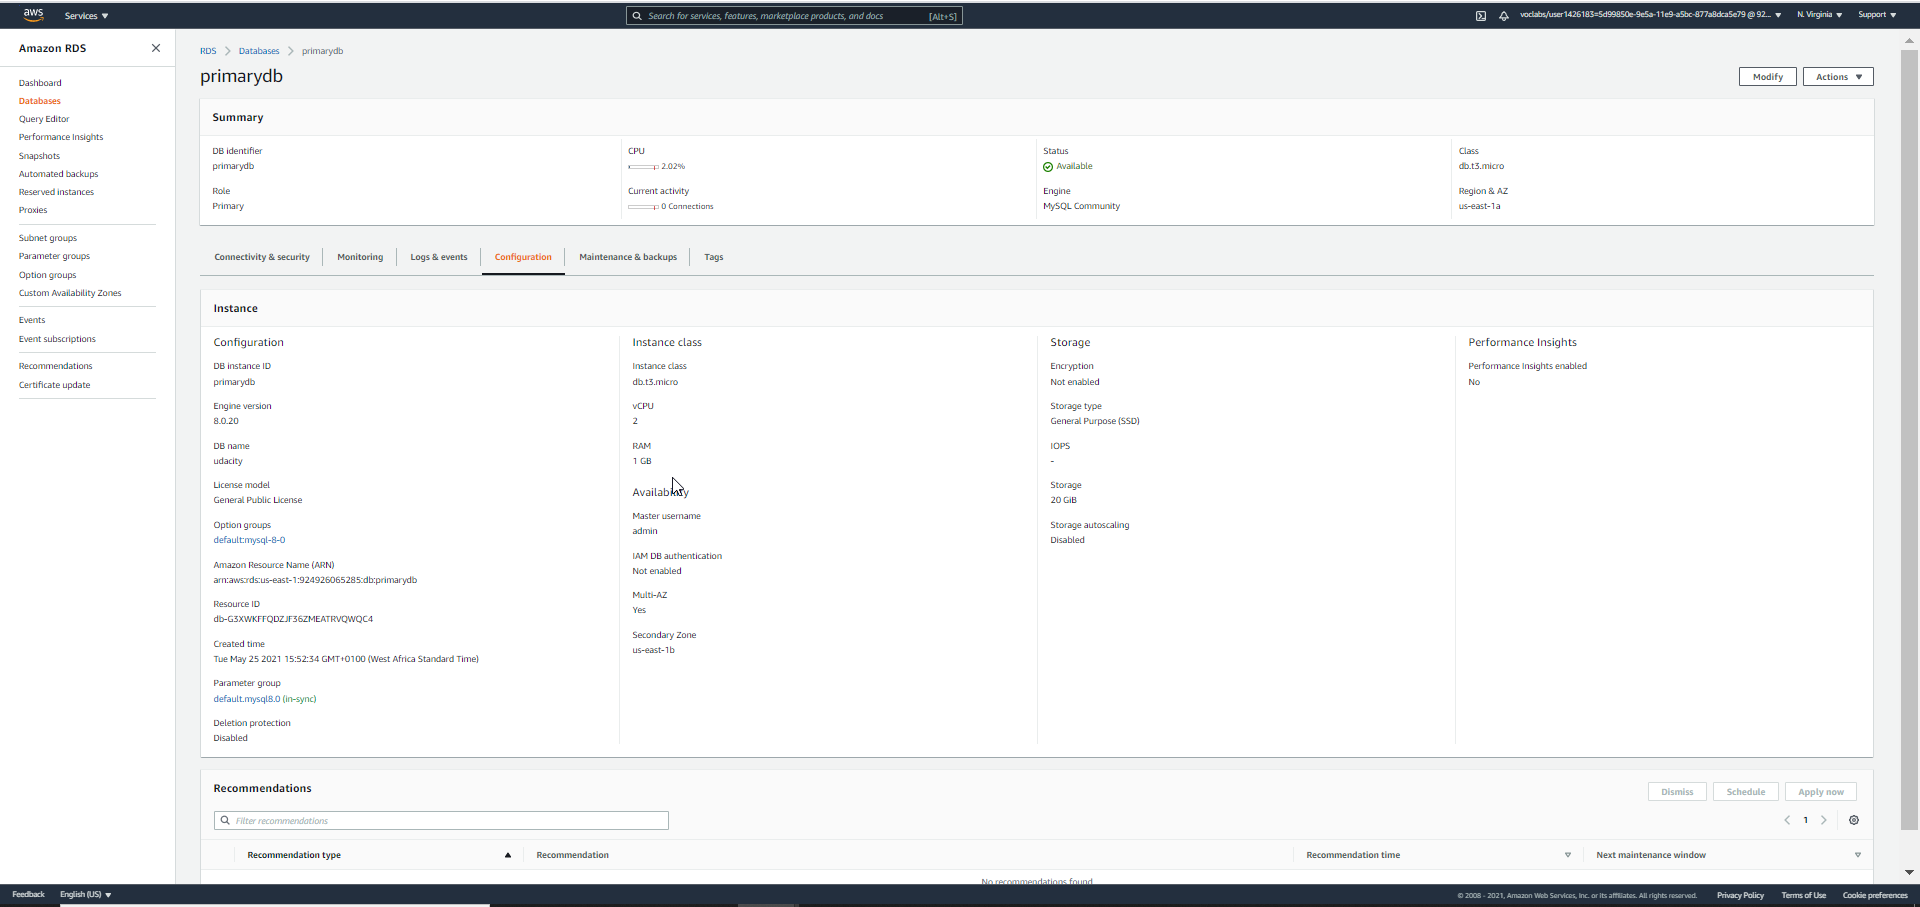 aws
Services ▼
Search for services, features, marketplace products, and docs
[Alt+S]
voclabs/user1426183=5d99850e-9e5a-11e9-a5bc-877a8dca5e79 @ 92... ▼
N. Virginia ▼
Support ▼
Amazon RDS
Dashboard
Databases
Query Editor
Performance Insights
Snapshots
Automated backups
Reserved instances
Proxies
Subnet groups
Parameter groups
Option groups
Custom Availability Zones
Events
Event subscriptions
Recommendations
Certificate update
RDS > Databases > primarydb
primarydb
Modify
Actions ▼
Summary
DB identifier
primarydb
CPU
2.02%
Status
Available
Class
db.t3.micro
Role
Primary
Current activity
0 Connections
Engine
MySQL Community
Region & AZ
us-east-1a
Connectivity & security
Monitoring
Logs & events
Configuration
Maintenance & backups
Tags
Instance
Configuration
DB instance ID
primarydb
Engine version
8.0.20
DB name
udacity
License model
General Public License
Option groups
default:mysql-8-0
Amazon Resource Name (ARN)
arn:aws:rds:us-east-1:924926065285:db:primarydb
Resource ID
db-G3XWKFFQDZJF36ZMEATRVQWQC4
Created time
Tue May 25 2021 15:52:34 GMT+0100 (West Africa Standard Time)
Parameter group
default.mysql8.0 (in-sync)
Deletion protection
Disabled
Instance class
Instance class
db.t3.micro
vCPU
2
RAM
1 GB
Availability
Master username
admin
IAM DB authentication
Not enabled
Multi-AZ
Yes
Secondary Zone
us-east-1b
Storage
Encryption
Not enabled
Storage type
General Purpose (SSD)
IOPS
-
Storage
20 GiB
Storage autoscaling
Disabled
Performance Insights
Performance Insights enabled
No
Recommendations
Dismiss
Schedule
Apply now
Filter recommendations
1
Recommendation type
Recommendation
Recommendation time
Next maintenance window
No recommendations found
Feedback
English (US) ▼
© 2008 - 2021, Amazon Web Services, Inc. or its affiliates. All rights reserved.
Privacy Policy
Terms of Use
Cookie preferences